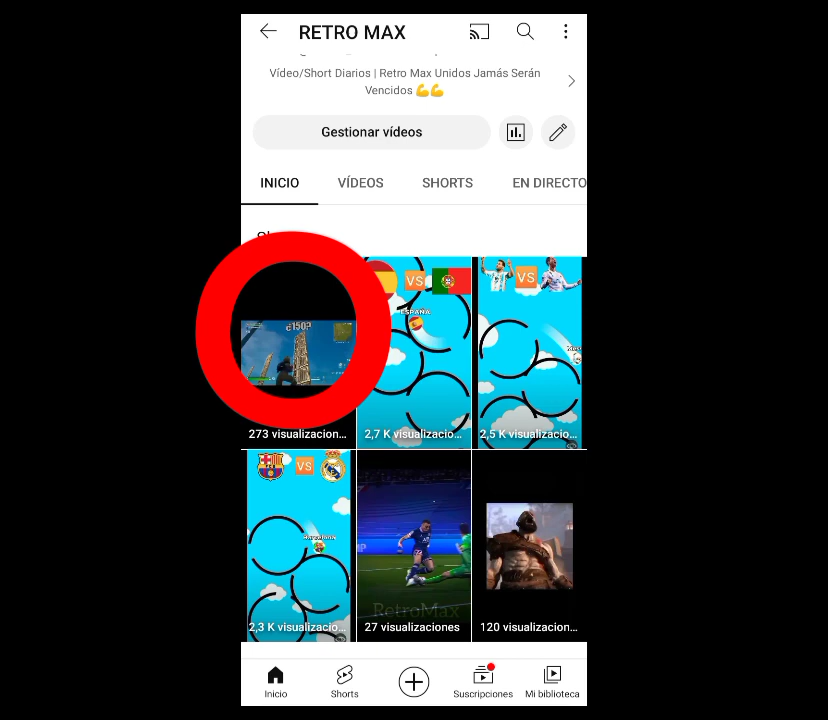 RETRO MAX
Vídeo/Short Diarios | Retro Max Unidos Jamás Serán
Vencidos 💪💪
Gestionar vídeos
INICIO VÍDEOS SHORTS EN DIRECTO
¿150?
VS
ESPAÑA
VS
273 visualizacion...
2,7 K visualizacio...
2,5 K visualizacio...
VS
Barcelona
RetroMax
2,3 K visualizacio...
27 visualizaciones
120 visualizacion...
Inicio Shorts Suscripciones Mi biblioteca